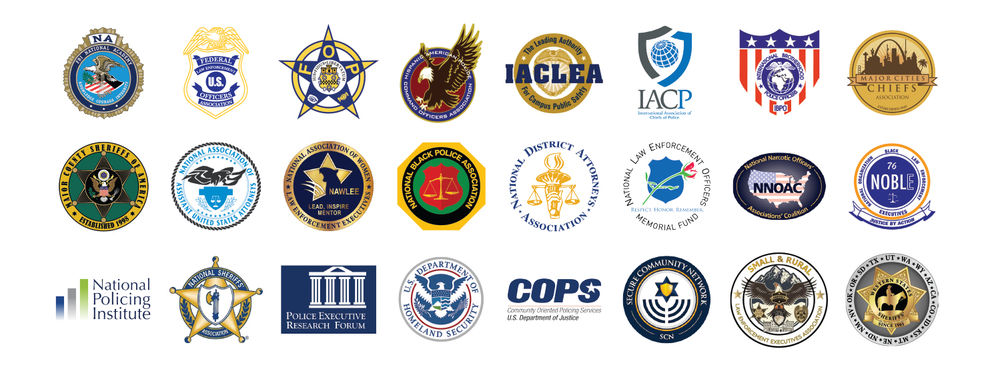 NA
FBI NATIONAL ACADEMY
KNOWLEDGE COURAGE INTEGRITY
FEDERAL
LAW ENFORCEMENT
U.S.
OFFICERS
ASSOCIATION
FOP
JUS•FIDUS•LIBERTATUM
HISPANIC AMERICAN POLICE
COMMAND OFFICERS ASSOCIATION
The Leading Authority
IACLEA
For Campus Public Safety
IACP
International Association of
Chiefs of Police
INTERNATIONAL BROTHERHOOD
POLICE OFFICERS
IBPO
MAJOR CITIES
CHIEFS
ASSOCIATION
ESTABLISHED 1949
MAJOR COUNTY SHERIFFS OF AMERICA
ESTABLISHED 1998
NATIONAL ASSOCIATION OF
ASSISTANT UNITED STATES ATTORNEYS
NATIONAL ASSOCIATION OF WOMEN
NAWLEE
LEAD, INSPIRE
MENTOR
LAW ENFORCEMENT EXECUTIVES
NATIONAL BLACK POLICE ASSOCIATION
NATIONAL DISTRICT ATTORNEYS
ASSOCIATION
NATIONAL LAW ENFORCEMENT OFFICERS
RESPECT. HONOR. REMEMBER.
MEMORIAL FUND
National Narcotic Officers'
NNOAC
Associations' Coalition
NATIONAL ORGANIZATION BLACK LAW ENFORCEMENT
76
NOBLE
EXECUTIVES
JUSTICE BY ACTION
National
Policing
Institute
NATIONAL SHERIFFS'
ASSOCIATION
®
POLICE EXECUTIVE
RESEARCH FORUM
U.S. DEPARTMENT OF
HOMELAND SECURITY
COPS
Community Oriented Policing Services
U.S. Department of Justice
SECURE COMMUNITY NETWORK
SCN
SMALL & RURAL
LAW ENFORCEMENT EXECUTIVES ASSOCIATION
OR ★ SD ★ TX ★ UT ★ WA ★ WY ★ AZ ★ CA ★ CO ★ ID ★ KS ★ MT ★ NE ★ ND ★ NM ★ NV ★ OK
WESTERN STATES
SHERIFFS'
SINCE 1993